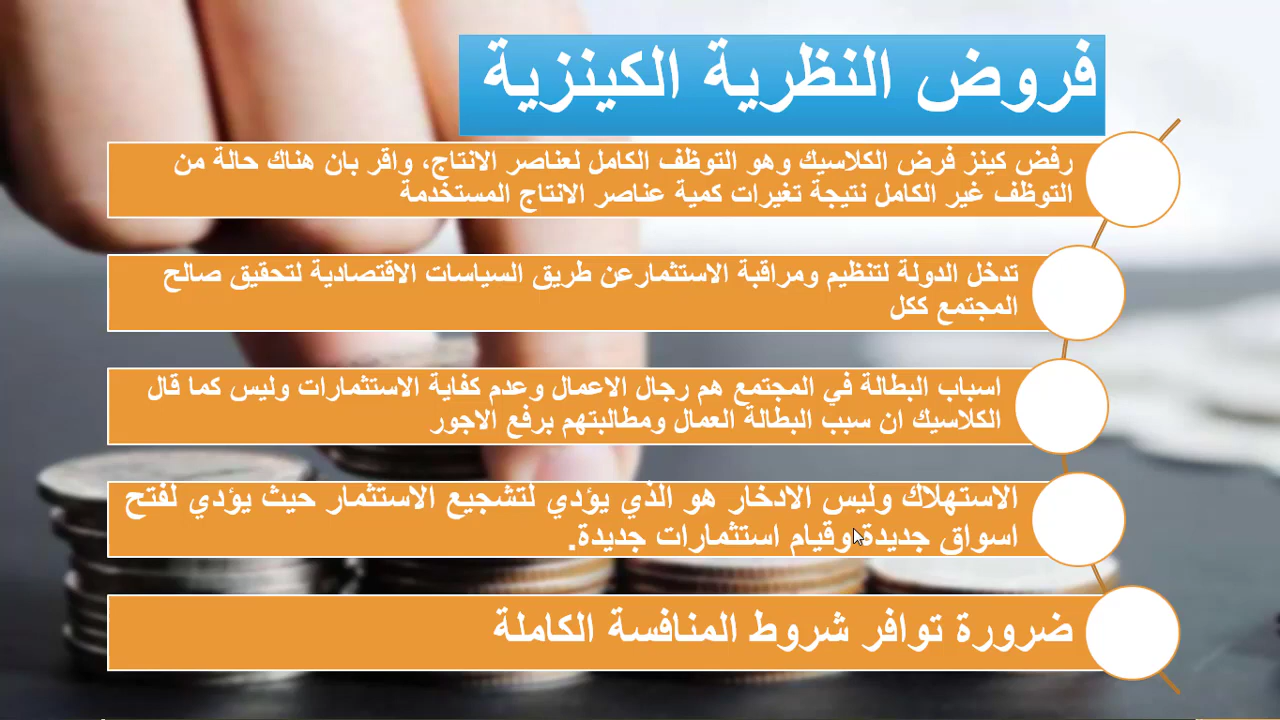 فروض النظرية الكينزية
رفض كينز فرض الكلاسيك وهو التوظف الكامل لعناصر الانتاج، واقر بان هناك حالة من
التوظف غير الكامل نتيجة تغيرات كمية عناصر الانتاج المستخدمة
تدخل الدولة لتنظيم ومراقبة الاستثمارعن طريق السياسات الاقتصادية لتحقيق صالح
المجتمع ككل
اسباب البطالة في المجتمع هم رجال الاعمال وعدم كفاية الاستثمارات وليس كما قال
الكلاسيك ان سبب البطالة العمال ومطالبتهم برفع الاجور
الاستهلاك وليس الادخار هو الذي يؤدي لتشجيع الاستثمار حيث يؤدي لفتح
اسواق جديدة وقيام استثمارات جديدة.
ضرورة توافر شروط المنافسة الكاملة